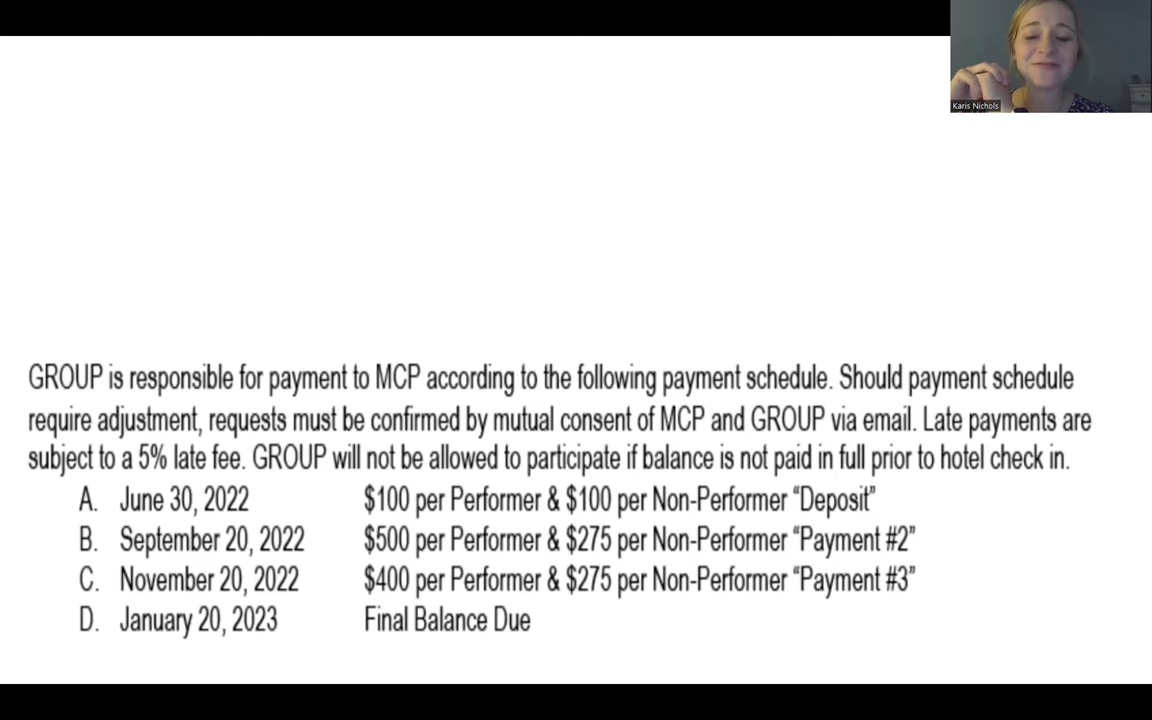 Karis Nichols
GROUP is responsible for payment to MCP according to the following payment schedule. Should payment schedule
require adjustment, requests must be confirmed by mutual consent of MCP and GROUP via email. Late payments are
subject to a 5% late fee. GROUP will not be allowed to participate if balance is not paid in full prior to hotel check in.
A. June 30, 2022 $100 per Performer & $100 per Non-Performer “Deposit”
B. September 20, 2022 $500 per Performer & $275 per Non-Performer “Payment #2”
C. November 20, 2022 $400 per Performer & $275 per Non-Performer “Payment #3”
D. January 20, 2023 Final Balance Due